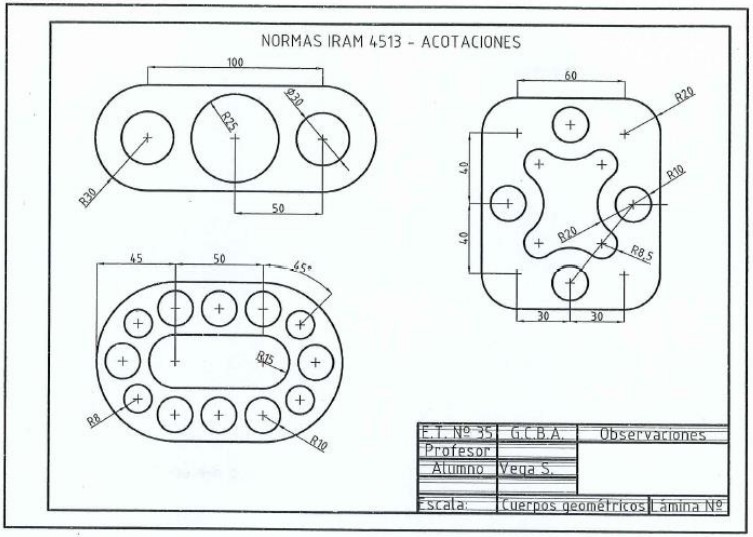 NORMAS IRAM 4513 - ACOTACIONES
100
R25
Ø30
R30
50
60
R20
40
40
R10
R20
R8,5
30
30
45
50
45°
R15
R8
R10
E.T. Nº 35 G.C.B.A. Observaciones
Profesor
Alumno Vega S.
Escala: Cuerpos geométricos Lámina Nº